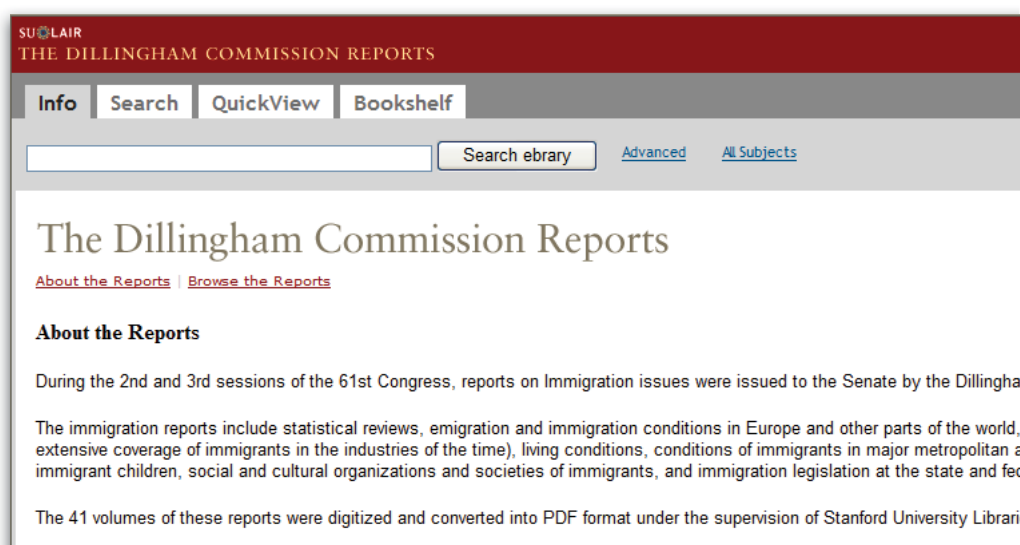 SULAIR
THE DILLINGHAM COMMISSION REPORTS
Info Search QuickView Bookshelf
Search ebrary Advanced All Subjects
The Dillingham Commission Reports
About the Reports | Browse the Reports
About the Reports
During the 2nd and 3rd sessions of the 61st Congress, reports on Immigration issues were issued to the Senate by the Dillingha
The immigration reports include statistical reviews, emigration and immigration conditions in Europe and other parts of the world,
extensive coverage of immigrants in the industries of the time), living conditions, conditions of immigrants in major metropolitan a
immigrant children, social and cultural organizations and societies of immigrants, and immigration legislation at the state and fed
The 41 volumes of these reports were digitized and converted into PDF format under the supervision of Stanford University Librari